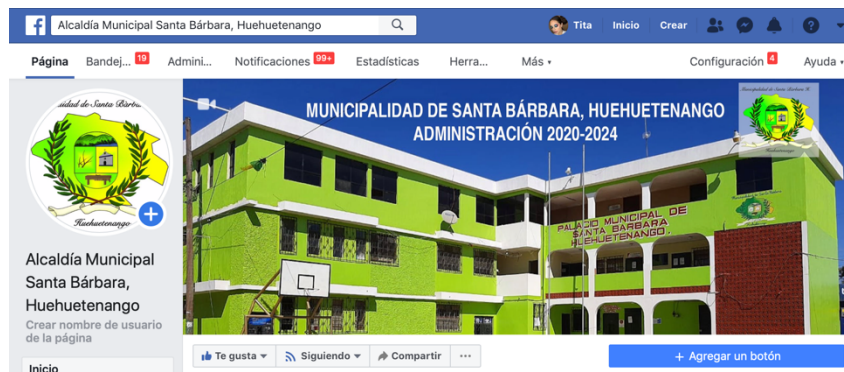 Alcaldía Municipal Santa Bárbara, Huehuetenango
Tita Inicio Crear
Página Bandej... 19 Admini... Notificaciones 99+ Estadísticas Herra... Más Configuración 4 Ayuda
MUNICIPALIDAD DE SANTA BÁRBARA, HUEHUETENANGO
ADMINISTRACIÓN 2020-2024
PALACIO MUNICIPAL DE
SANTA BARBARA
HUEHUETENANGO.
Huehuetenango
Alcaldía Municipal
Santa Bárbara,
Huehuetenango
Crear nombre de usuario
de la página
Inicio
Te gusta Siguiendo Compartir ...
+ Agregar un botón